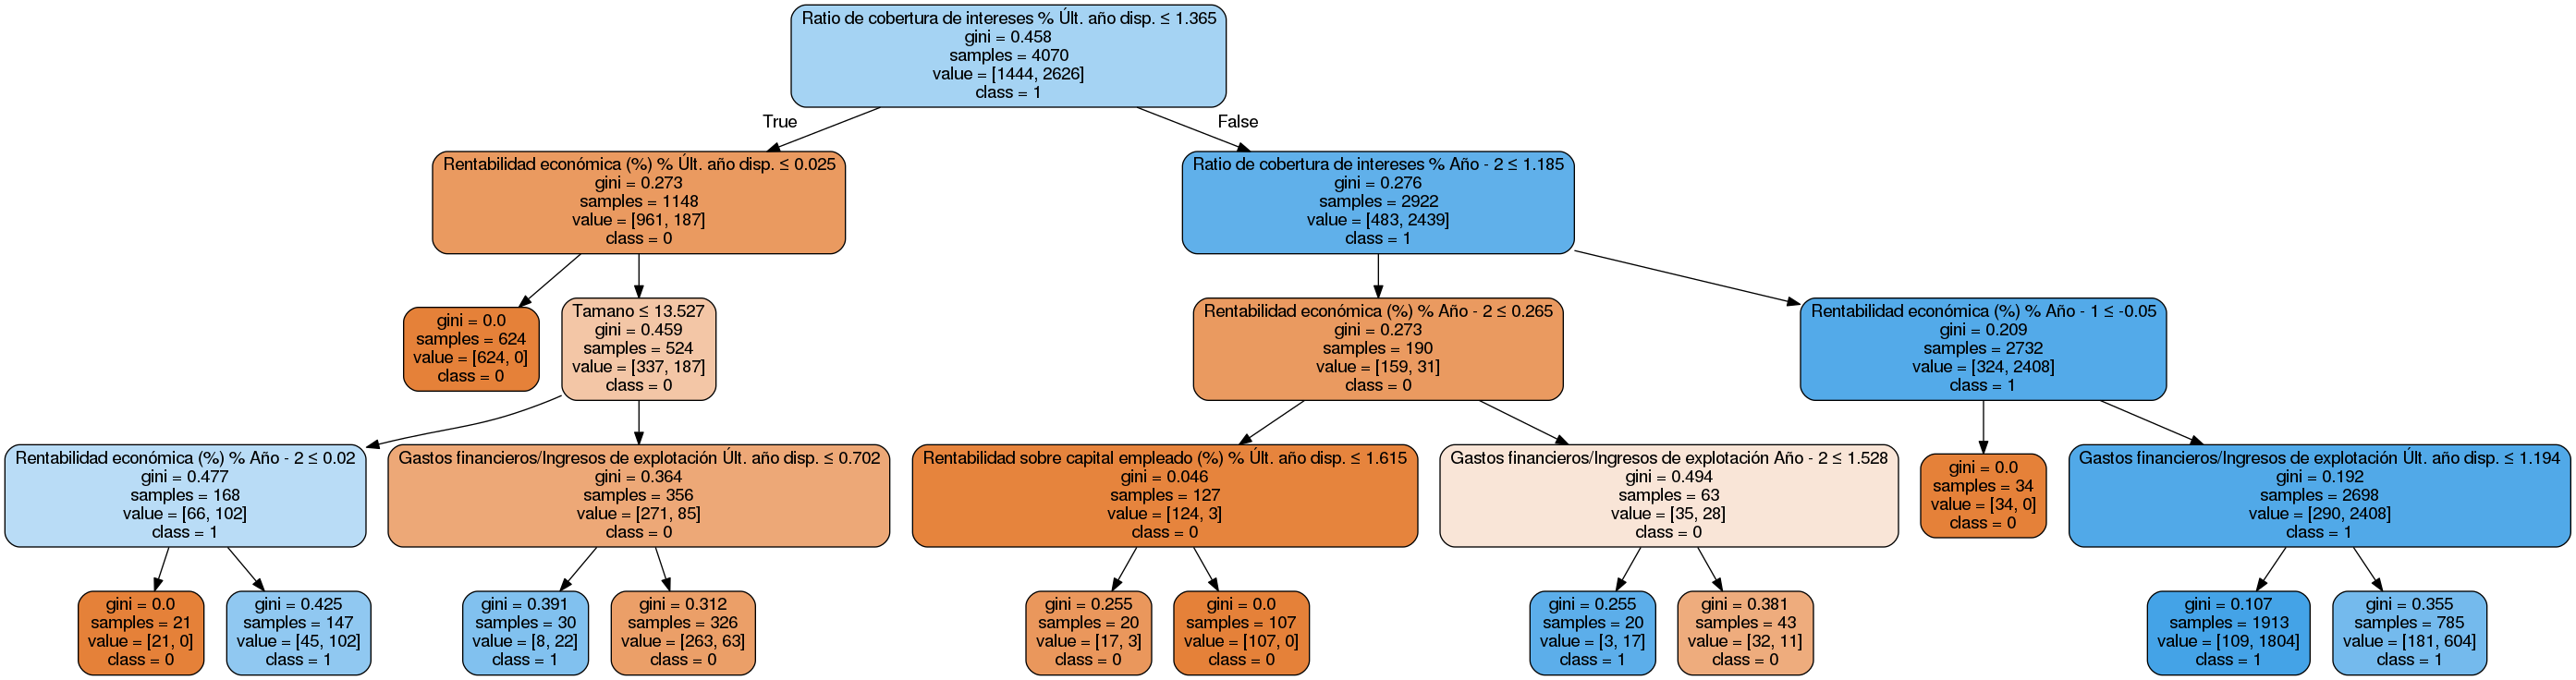 Ratio de cobertura de intereses % Últ. año disp. ≤ 1.365
gini = 0.458
samples = 4070
value = [1444, 2626]
class = 1
True
False
Rentabilidad económica (%) % Últ. año disp. ≤ 0.025
gini = 0.273
samples = 1148
value = [961, 187]
class = 0
Ratio de cobertura de intereses % Año - 2 ≤ 1.185
gini = 0.276
samples = 2922
value = [483, 2439]
class = 1
gini = 0.0
samples = 624
value = [624, 0]
class = 0
Tamano ≤ 13.527
gini = 0.459
samples = 524
value = [337, 187]
class = 0
Rentabilidad económica (%) % Año - 2 ≤ 0.265
gini = 0.273
samples = 190
value = [159, 31]
class = 0
Rentabilidad económica (%) % Año - 1 ≤ -0.05
gini = 0.209
samples = 2732
value = [324, 2408]
class = 1
Rentabilidad económica (%) % Año - 2 ≤ 0.02
gini = 0.477
samples = 168
value = [66, 102]
class = 1
Gastos financieros/Ingresos de explotación Últ. año disp. ≤ 0.702
gini = 0.364
samples = 356
value = [271, 85]
class = 0
Rentabilidad sobre capital empleado (%) % Últ. año disp. ≤ 1.615
gini = 0.046
samples = 127
value = [124, 3]
class = 0
Gastos financieros/Ingresos de explotación Año - 2 ≤ 1.528
gini = 0.494
samples = 63
value = [35, 28]
class = 0
gini = 0.0
samples = 34
value = [34, 0]
class = 0
Gastos financieros/Ingresos de explotación Últ. año disp. ≤ 1.194
gini = 0.192
samples = 2698
value = [290, 2408]
class = 1
gini = 0.0
samples = 21
value = [21, 0]
class = 0
gini = 0.425
samples = 147
value = [45, 102]
class = 1
gini = 0.391
samples = 30
value = [8, 22]
class = 1
gini = 0.312
samples = 326
value = [263, 63]
class = 0
gini = 0.255
samples = 20
value = [17, 3]
class = 0
gini = 0.0
samples = 107
value = [107, 0]
class = 0
gini = 0.255
samples = 20
value = [3, 17]
class = 1
gini = 0.381
samples = 43
value = [32, 11]
class = 0
gini = 0.107
samples = 1913
value = [109, 1804]
class = 1
gini = 0.355
samples = 785
value = [181, 604]
class = 1